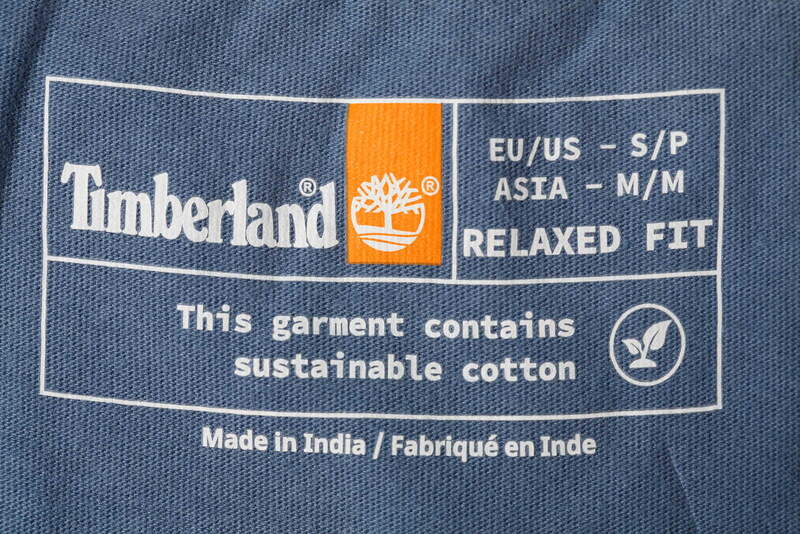 Timberland®
®
EU/US – S/P
ASIA – M/M
RELAXED FIT
This garment contains
sustainable cotton
Made in India / Fabriqué en Inde